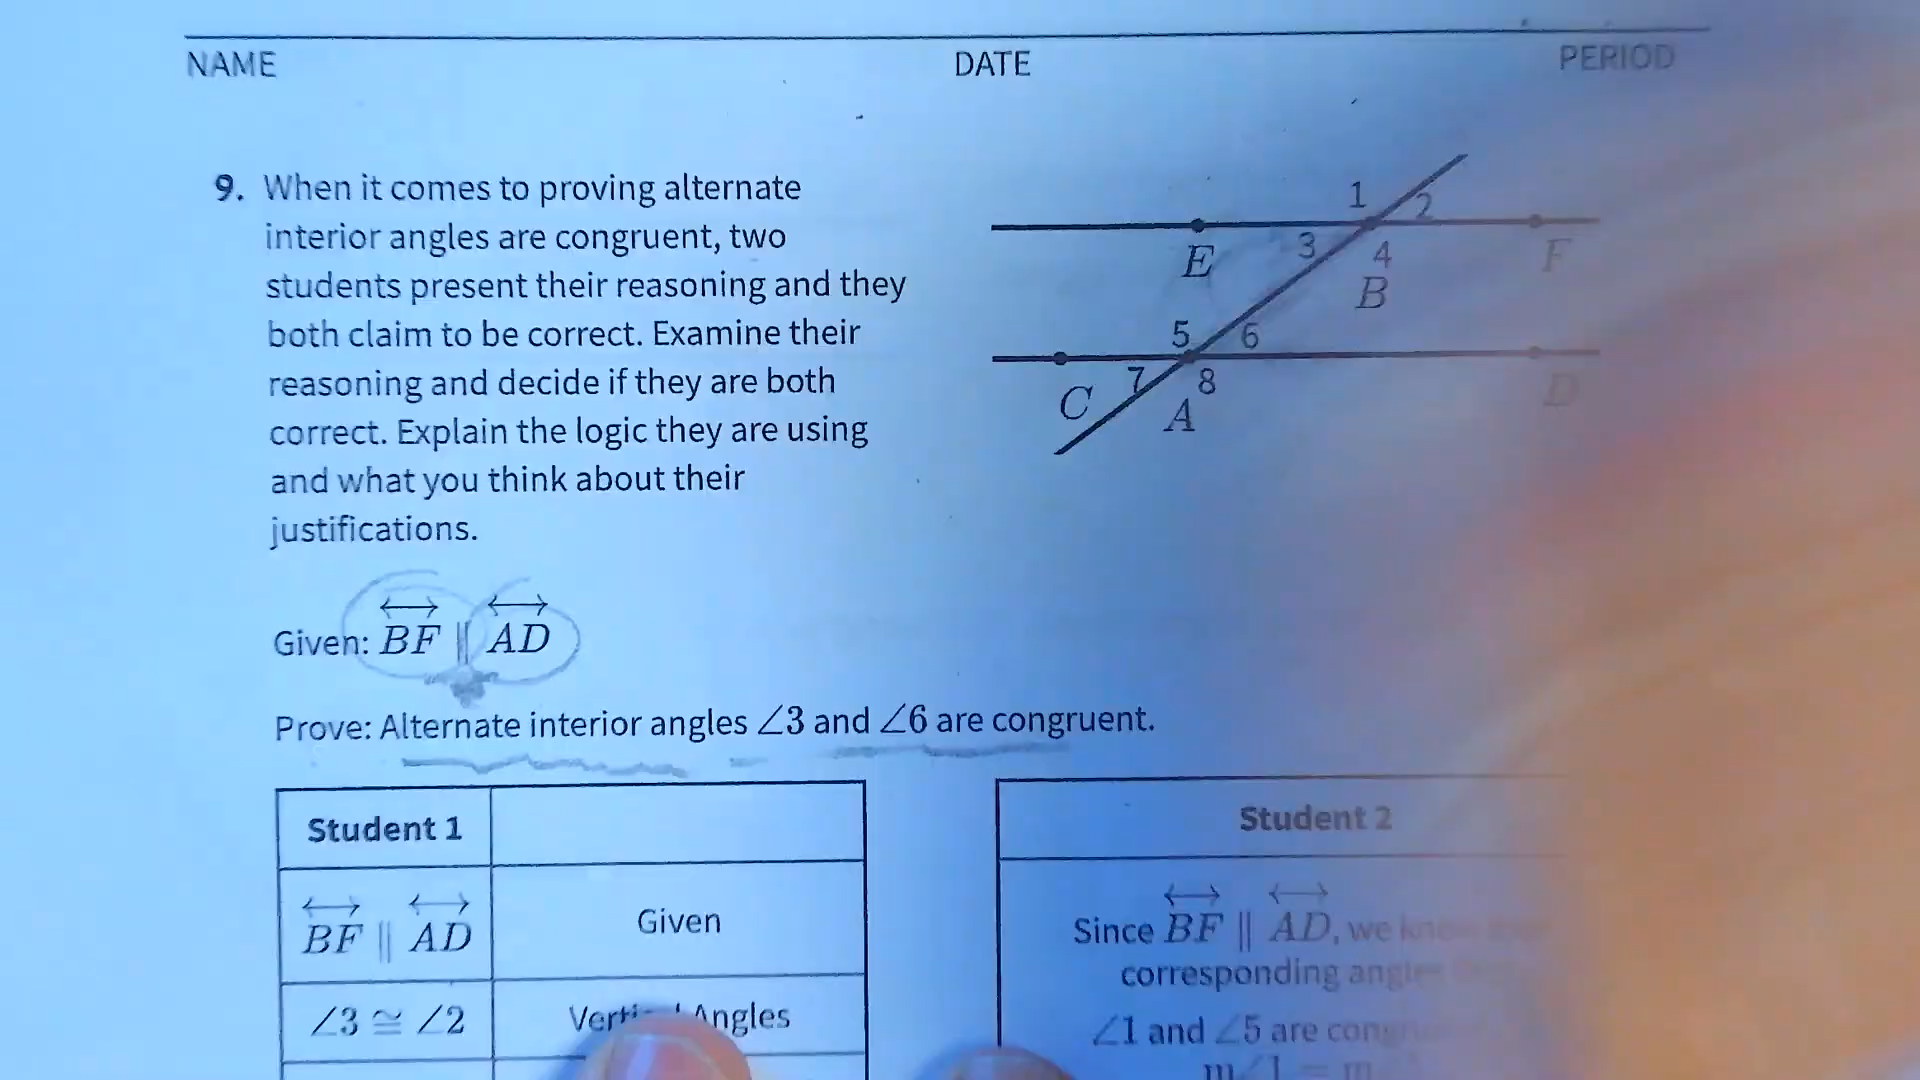 NAME DATE PERIOD
9. When it comes to proving alternate
interior angles are congruent, two
students present their reasoning and they
both claim to be correct. Examine their
reasoning and decide if they are both
correct. Explain the logic they are using
and what you think about their
justifications.
1 2
E 3 4 F
B
5 6
C 7 8 D
A
Given: BF ∥ AD
Prove: Alternate interior angles ∠3 and ∠6 are congruent.
Student 1
BF ∥ AD Given
∠3 ≅ ∠2 Angles
Student 2
Since BF ∥ AD, we know
corresponding
∠1 and ∠5 are